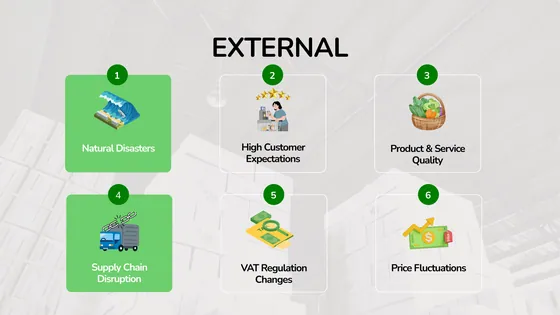 EXTERNAL
1
Natural Disasters
2
High Customer
Expectations
3
Product & Service
Quality
4
Supply Chain
Disruption
5
VAT Regulation
Changes
6
Price Fluctuations